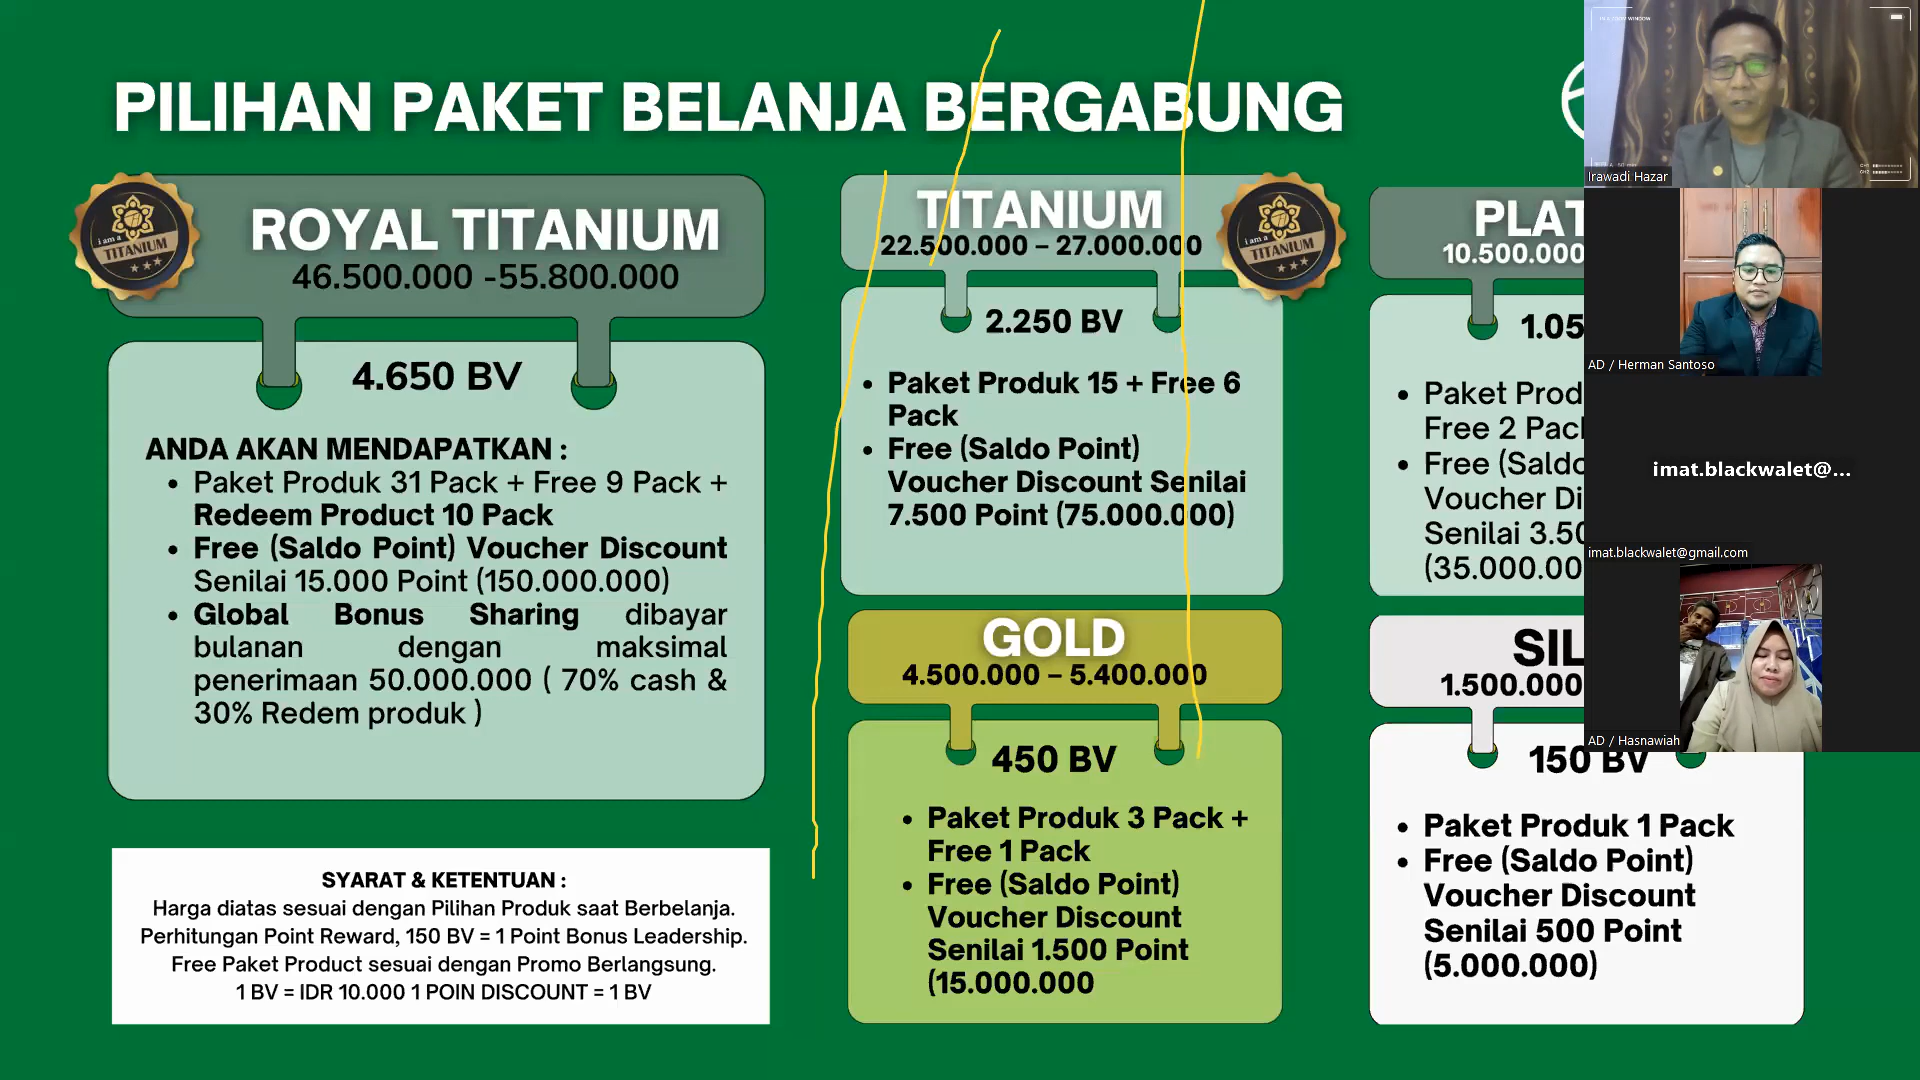 PILIHAN PAKET BELANJA BERGABUNG
i am a
TITANIUM
ROYAL TITANIUM
46.500.000 -55.800.000
4.650 BV
ANDA AKAN MENDAPATKAN :
• Paket Produk 31 Pack + Free 9 Pack +
Redeem Product 10 Pack
• Free (Saldo Point) Voucher Discount
Senilai 15.000 Point (150.000.000)
• Global Bonus Sharing dibayar
bulanan dengan maksimal
penerimaan 50.000.000 ( 70% cash &
30% Redem produk )
SYARAT & KETENTUAN :
Harga diatas sesuai dengan Pilihan Produk saat Berbelanja.
Perhitungan Point Reward, 150 BV = 1 Point Bonus Leadership.
Free Paket Product sesuai dengan Promo Berlangsung.
1 BV = IDR 10.000 1 POIN DISCOUNT = 1 BV
TITANIUM
22.500.000 – 27.000.000
i am a
TITANIUM
2.250 BV
• Paket Produk 15 + Free 6
Pack
• Free (Saldo Point)
Voucher Discount Senilai
7.500 Point (75.000.000)
GOLD
4.500.000 – 5.400.000
450 BV
• Paket Produk 3 Pack +
Free 1 Pack
• Free (Saldo Point)
Voucher Discount
Senilai 1.500 Point
(15.000.000
PLAT
10.500.000
1.05
• Paket Prod
Free 2 Pac
• Free (Saldo
Voucher Di
Senilai 3.50
(35.000.00
SIL
1.500.000
150 BV
• Paket Produk 1 Pack
• Free (Saldo Point)
Voucher Discount
Senilai 500 Point
(5.000.000)
Irawadi Hazar
AD / Herman Santoso
imat.blackwalet@...
imat.blackwalet@gmail.com
AD / Hasnawiah